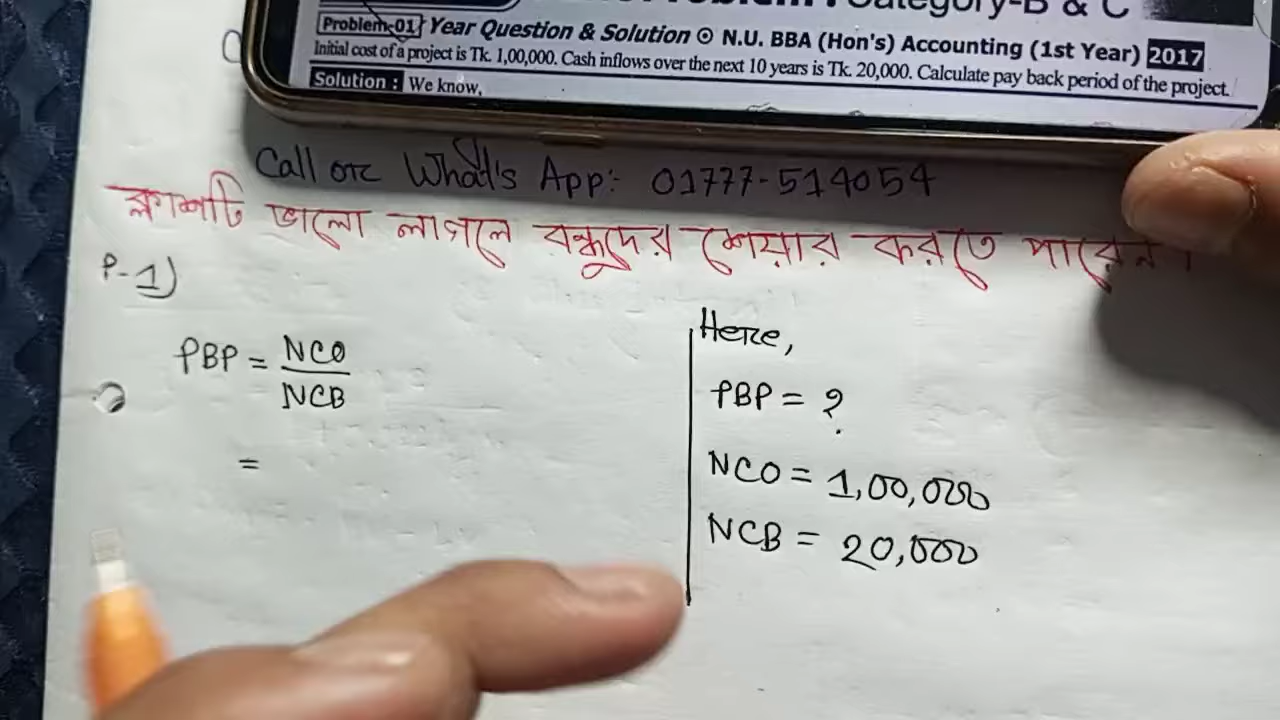 Category-B & C
Problem-01 Year Question & Solution ⊙ N.U. BBA (Hon's) Accounting (1st Year) 2017
Initial cost of a project is Tk. 1,00,000. Cash inflows over the next 10 years is Tk. 20,000. Calculate pay back period of the project.
Solution : We know,
Call or What's App:- 01777-514054
ক্লাশটি ভালো লাগলে বন্ধুদের শেয়ার করতে পারেন।
P-1)
PBP = NCO
NCB
=
Here,
PBP = ?
NCO = 1,00,000
NCB = 20,000